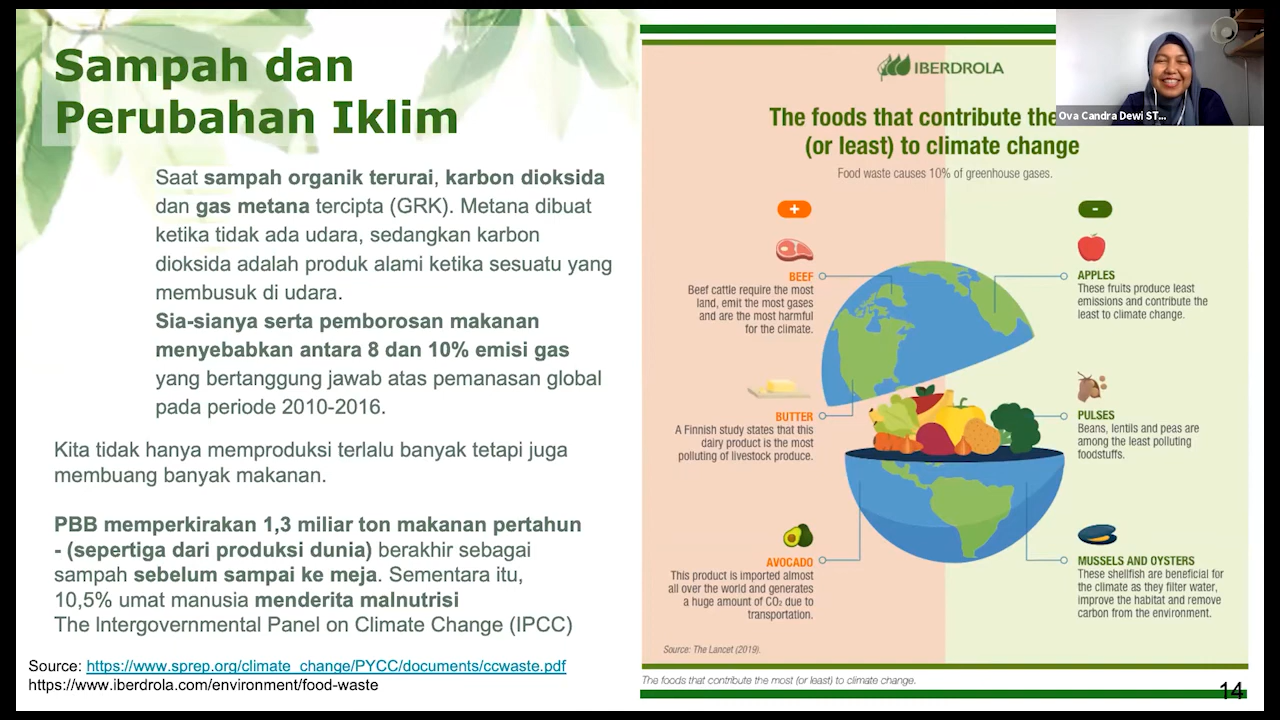 Sampah dan
Perubahan Iklim
Saat sampah organik terurai, karbon dioksida
dan gas metana tercipta (GRK). Metana dibuat
ketika tidak ada udara, sedangkan karbon
dioksida adalah produk alami ketika sesuatu yang
membusuk di udara.
Sia-sianya serta pemborosan makanan
menyebabkan antara 8 dan 10% emisi gas
yang bertanggung jawab atas pemanasan global
pada periode 2010-2016.
Kita tidak hanya memproduksi terlalu banyak tetapi juga
membuang banyak makanan.
PBB memperkirakan 1,3 miliar ton makanan pertahun
- (sepertiga dari produksi dunia) berakhir sebagai
sampah sebelum sampai ke meja. Sementara itu,
10,5% umat manusia menderita malnutrisi
The Intergovernmental Panel on Climate Change (IPCC)
Source: https://www.sprep.org/climate_change/PYCC/documents/ccwaste.pdf
https://www.iberdrola.com/environment/food-waste
IBERDROLA
The foods that contribute the
(or least) to climate change
Food waste causes 10% of greenhouse gases.
+
BEEF
Beef cattle require the most
land, emit the most gases
and are the most harmful
for the climate.
BUTTER
A Finnish study states that this
dairy product is the most
polluting of livestock produce.
AVOCADO
This product is imported almost
all over the world and generates
a huge amount of CO₂ due to
transportation.
-
APPLES
These fruits produce least
emissions and contribute the
least to climate change.
PULSES
Beans, lentils and peas are
among the least polluting
foodstuffs.
MUSSELS AND OYSTERS
These shellfish are beneficial for
the climate as they filter water,
improve the habitat and remove
carbon from the environment.
Source: The Lancet (2019).
The foods that contribute the most (or least) to climate change.
14
Ova Candra Dewi ST...